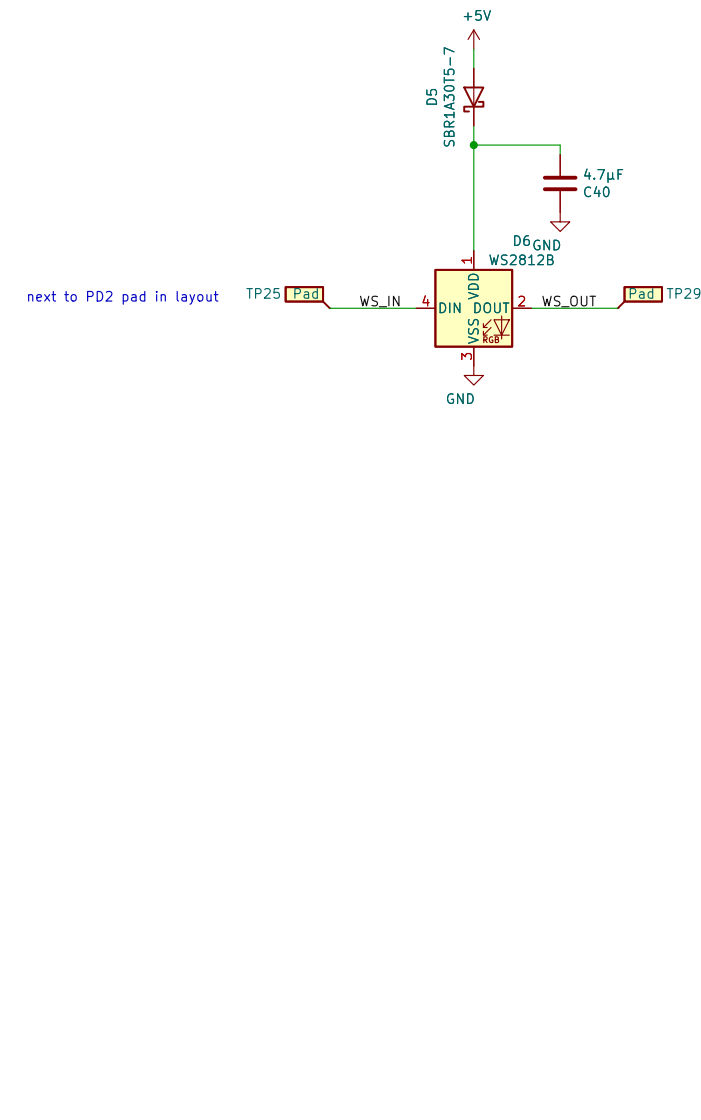 +5V
D5
SBR1A30T5-7
4.7µF
C40
GND
D6
WS2812B
1
VDD
next to PD2 pad in layout
TP25
Pad
WS_IN
4
DIN
DOUT
2
WS_OUT
Pad
TP29
VSS
RGB
3
GND